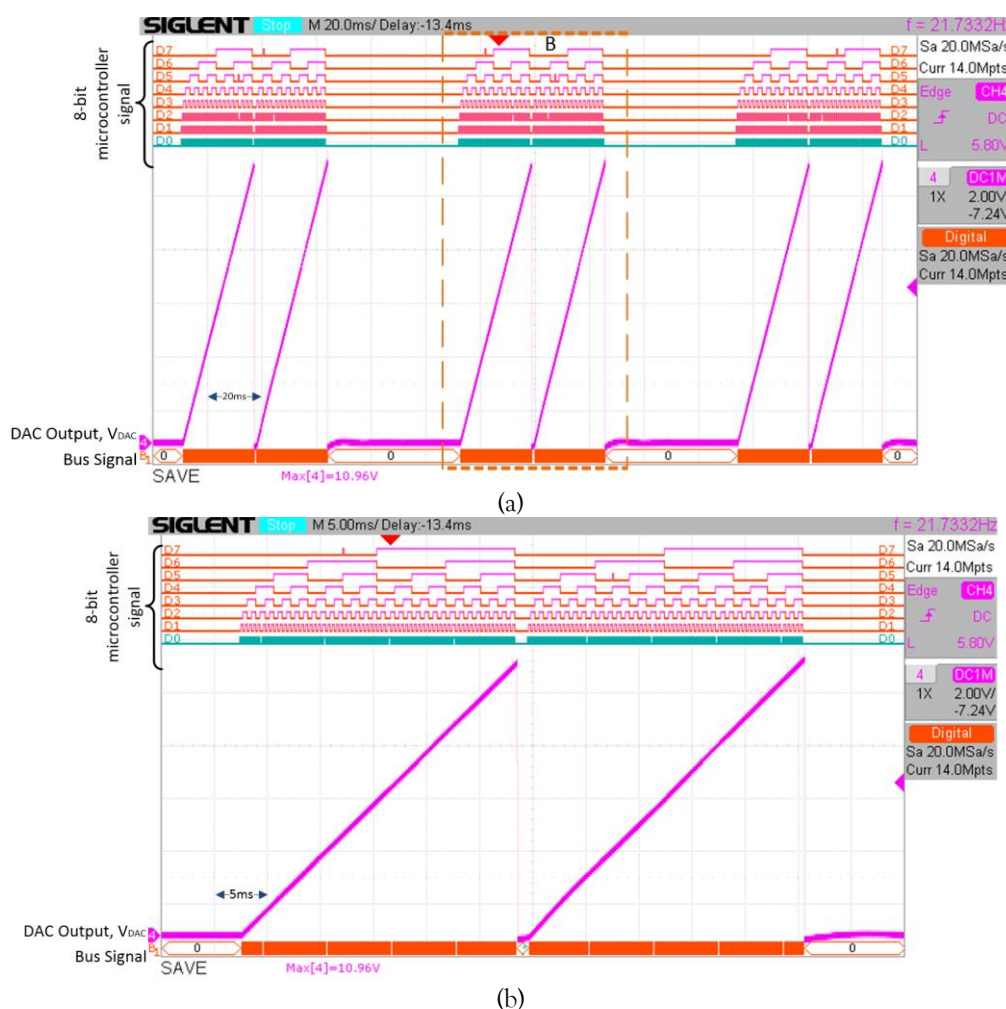 SIGLENT Stop M 20.0ms/ Delay:-13.4ms f = 21.7332Hz
B
8-bit
microcontroller
signal
D7 D7
D6 D6
D5 D5
D4 D4
D3 D3
D2 D2
D1 D1
D0 D0
Sa 20.0MSa/s
Curr 14.0Mpts
Edge CH4
DC
L 5.80V
4 DC1M
1X 2.00V/
-7.24V
Digital
Sa 20.0MSa/s
Curr 14.0Mpts
20ms
DAC Output, VDAC 4
Bus Signal B1 0 0 0 0
SAVE Max[4]=10.96V
(a)
SIGLENT Stop M 5.00ms/ Delay:-13.4ms f = 21.7332Hz
8-bit
microcontroller
signal
D7 D7
D6 D6
D5 D5
D4 D4
D3 D3
D2 D2
D1 D1
D0 D0
Sa 20.0MSa/s
Curr 14.0Mpts
Edge CH4
DC
L 5.80V
4 DC1M
1X 2.00V/
-7.24V
Digital
Sa 20.0MSa/s
Curr 14.0Mpts
5ms
DAC Output, VDAC 4
Bus Signal B1 0 0
SAVE Max[4]=10.96V
(b)